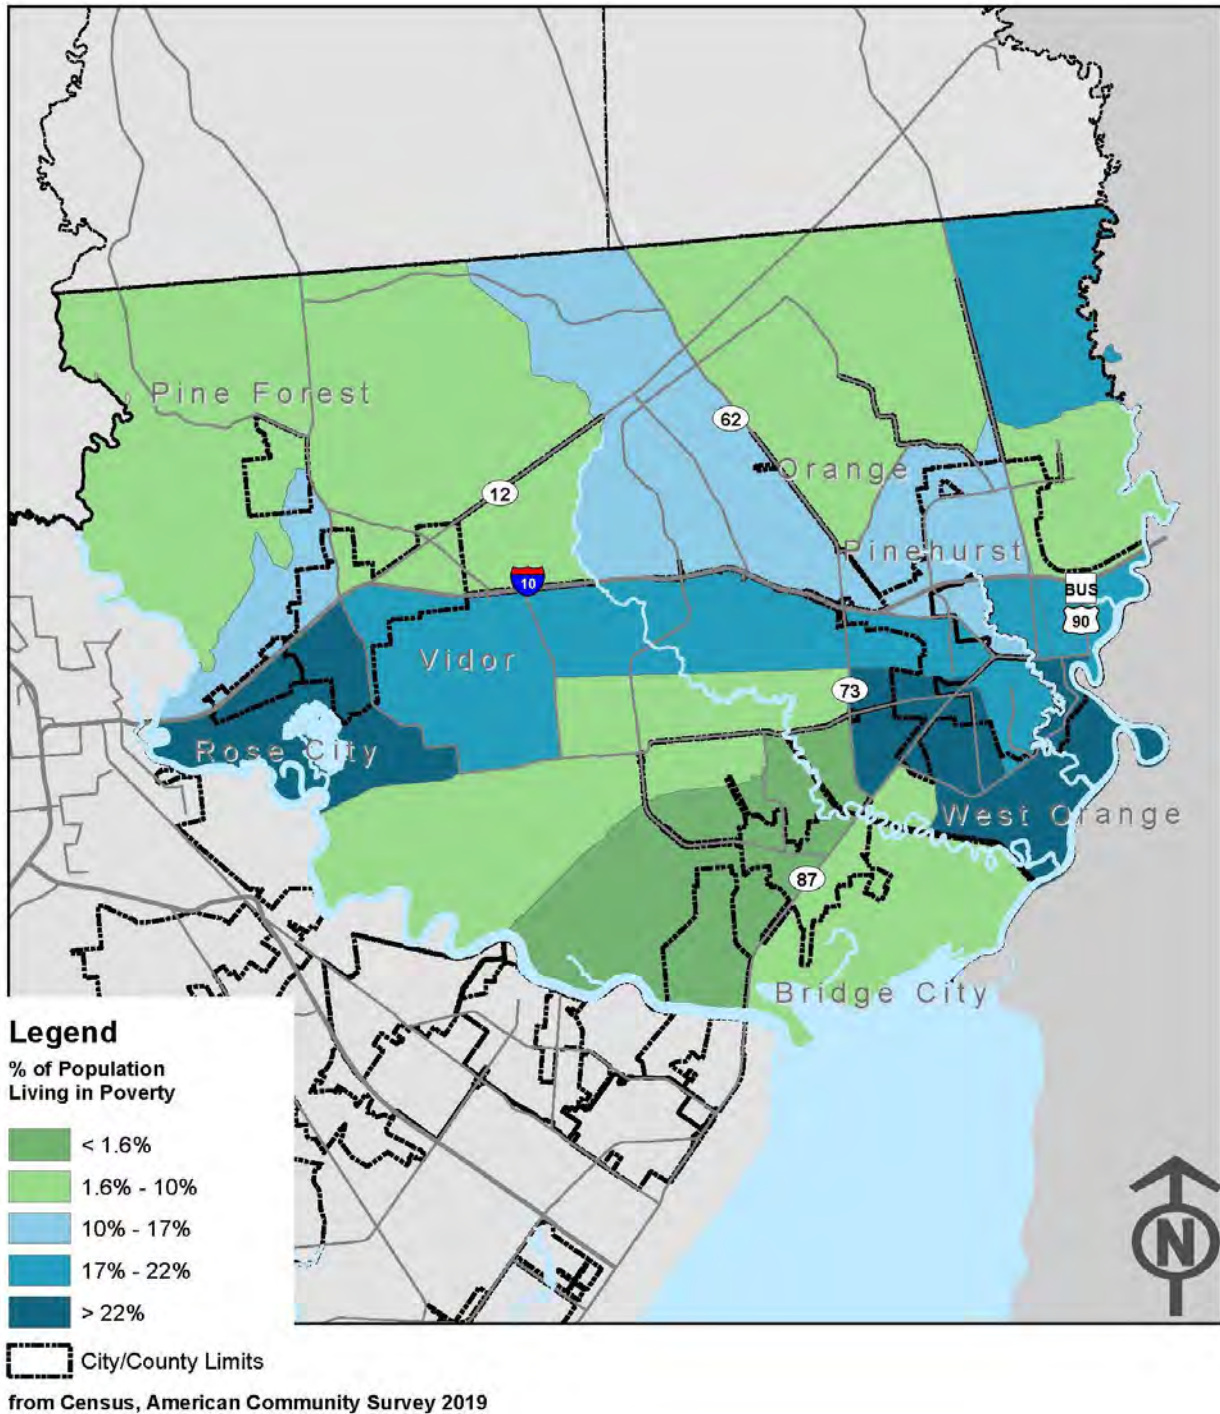 Pine Forest
62
Orange
12
Pinehurst
10
BUS
90
Vidor
73
Rose City
West Orange
87
Bridge City
Legend
% of Population
Living in Poverty
< 1.6%
1.6% - 10%
10% - 17%
17% - 22%
> 22%
City/County Limits
N
from Census, American Community Survey 2019